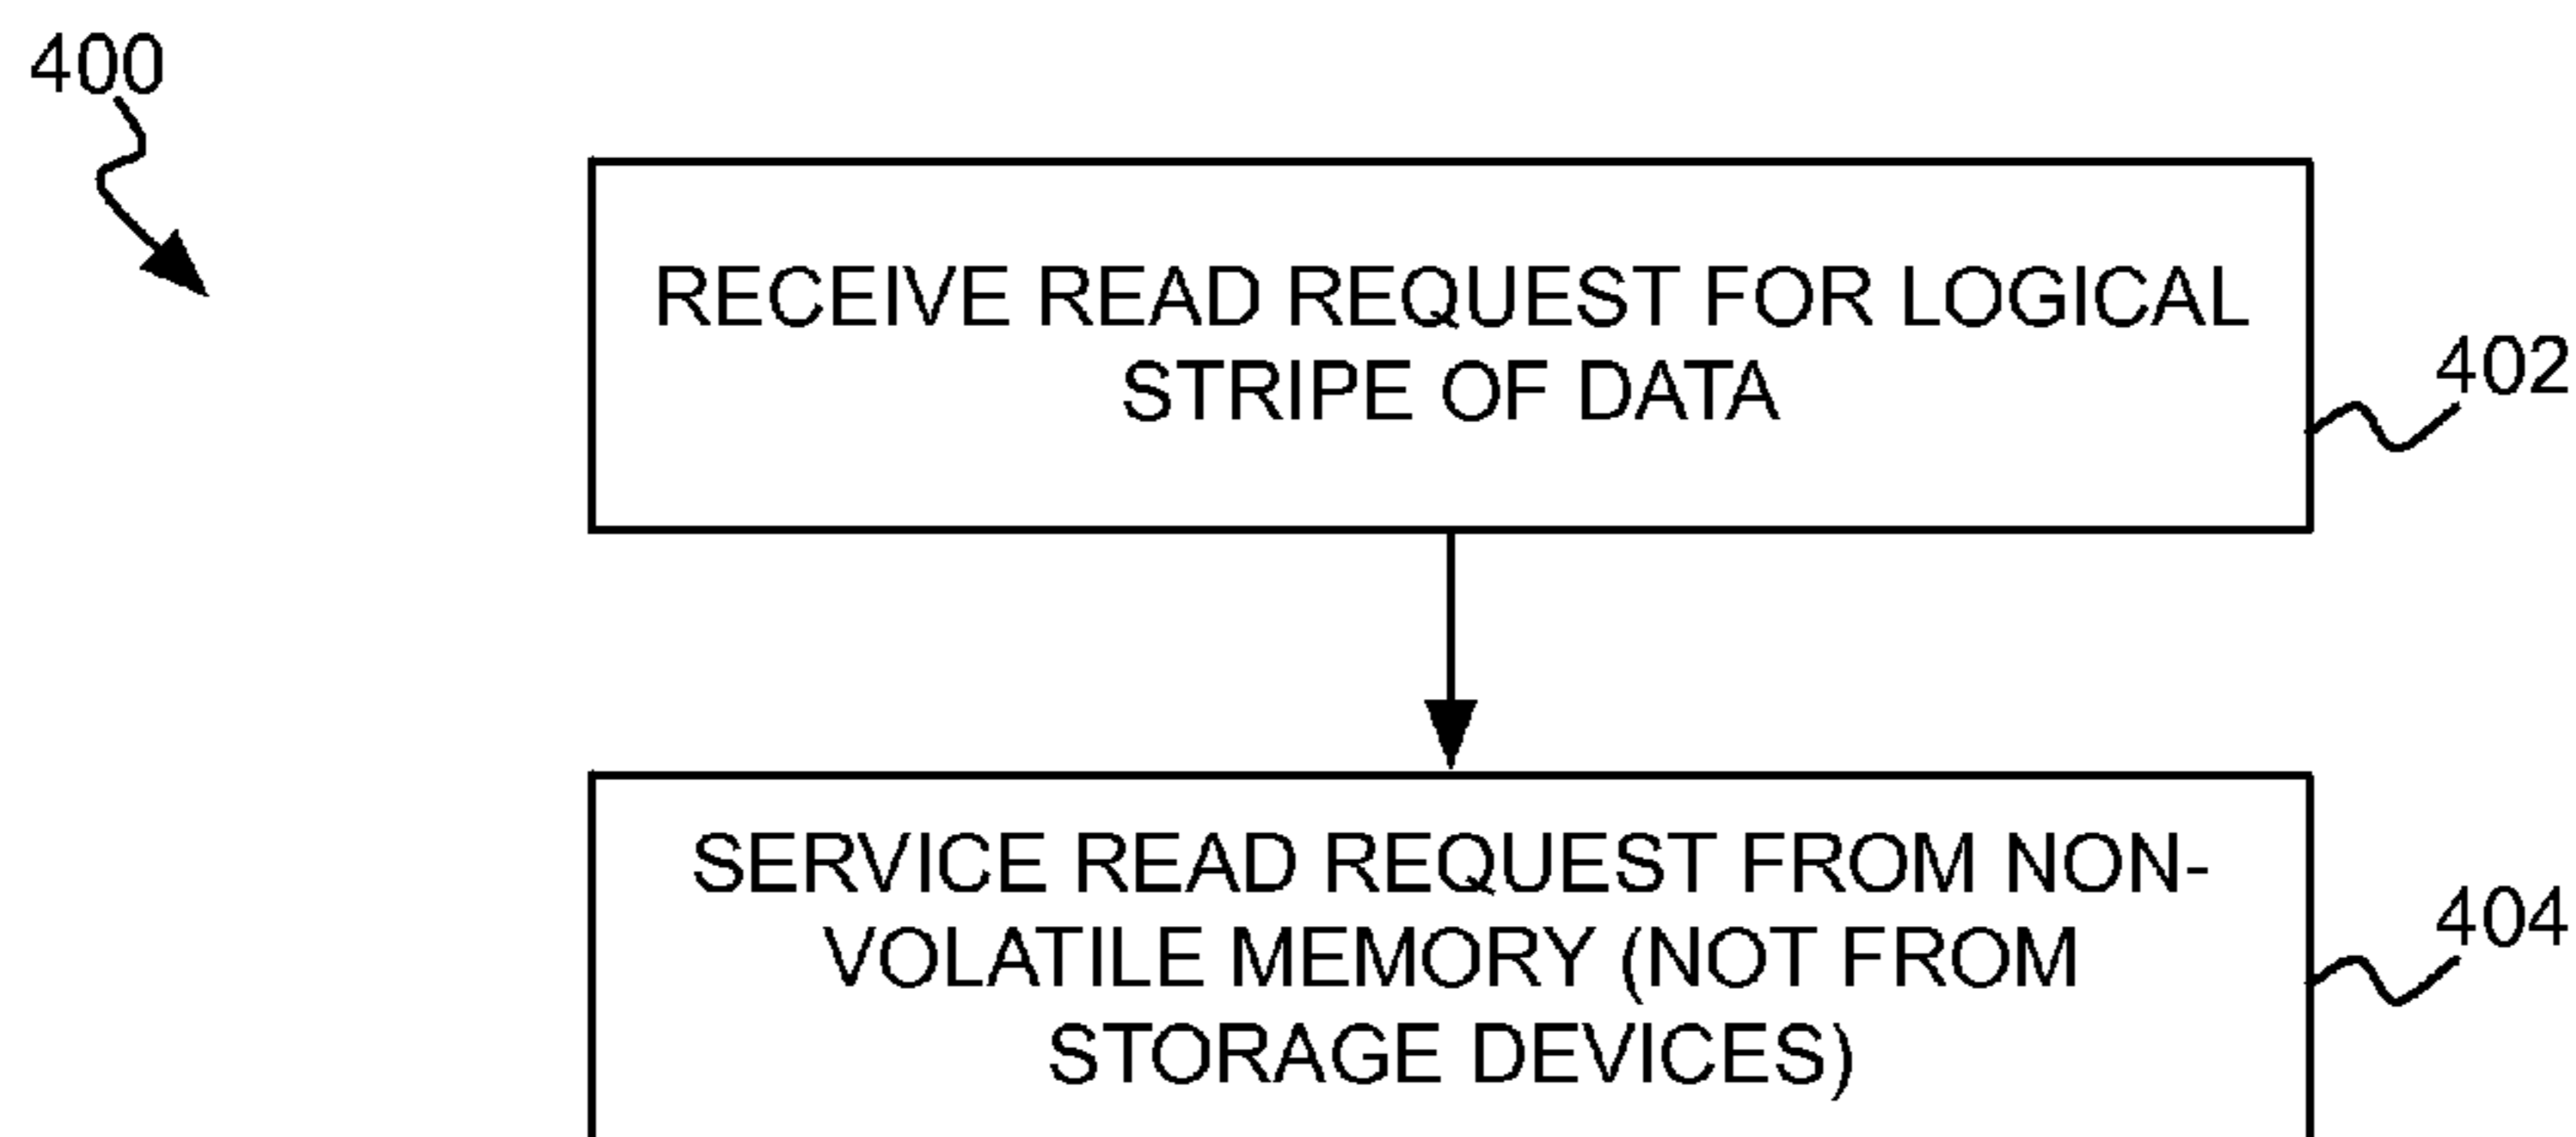 400
RECEIVE READ REQUEST FOR LOGICAL
STRIPE OF DATA
402
SERVICE READ REQUEST FROM NON-
VOLATILE MEMORY (NOT FROM
STORAGE DEVICES)
404